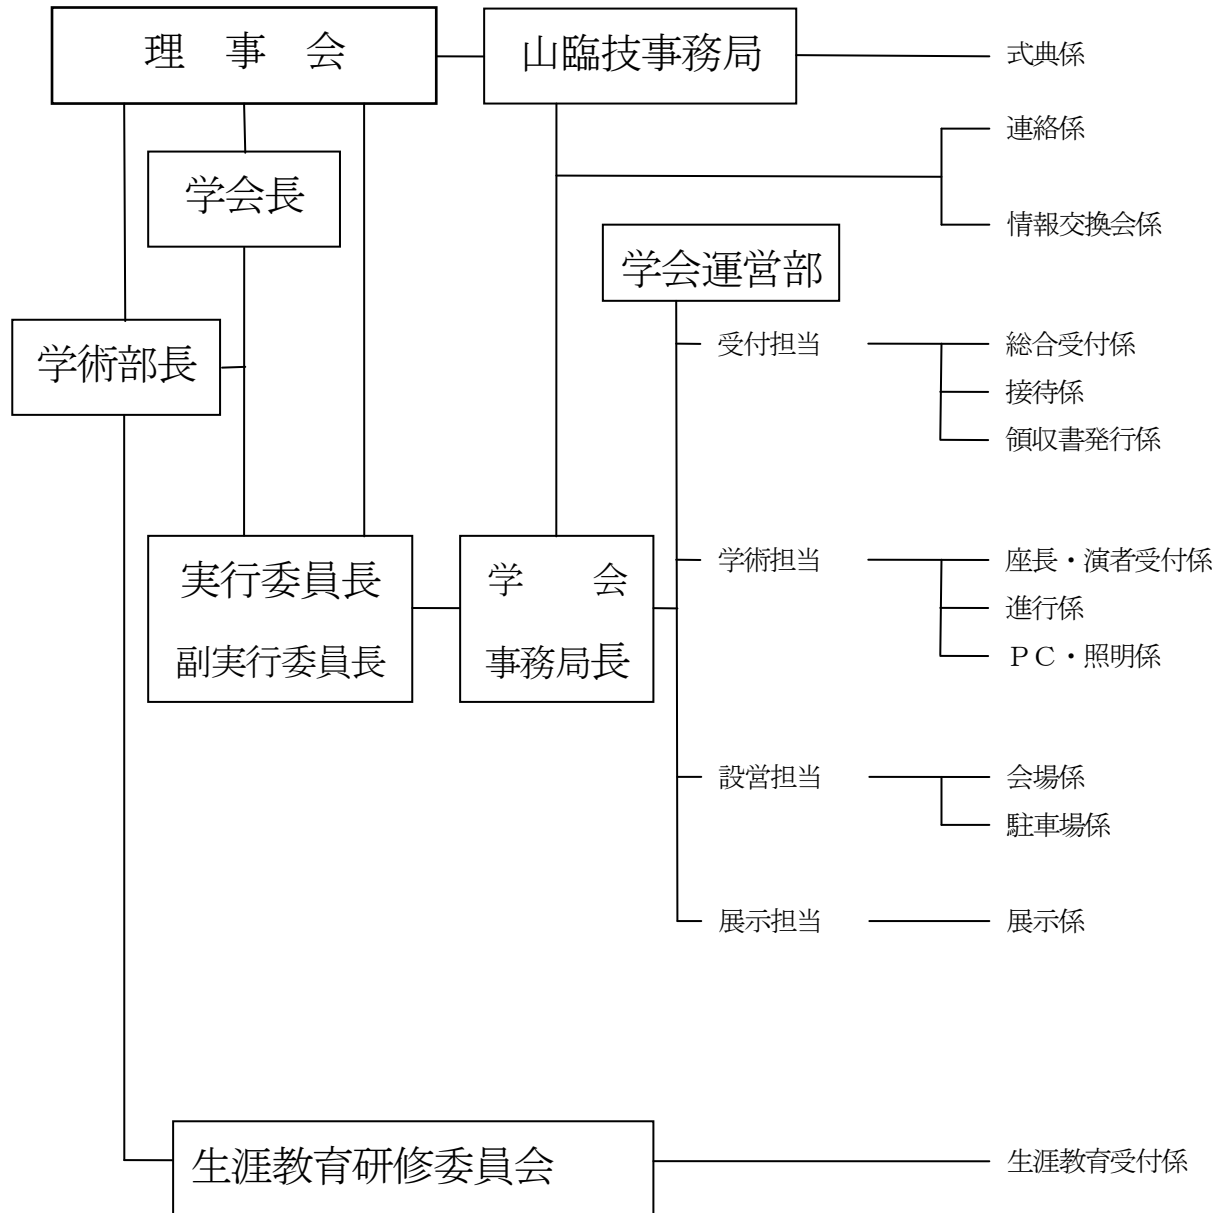 理　事　会
山臨技事務局
式典係
連絡係
学会長
情報交換会係
学会運営部
学術部長
受付担当
総合受付係
接待係
領収書発行係
実行委員長
副実行委員長
学　　会
事務局長
学術担当
座長・演者受付係
進行係
ＰＣ・照明係
設営担当
会場係
駐車場係
展示担当
展示係
生涯教育研修委員会
生涯教育受付係